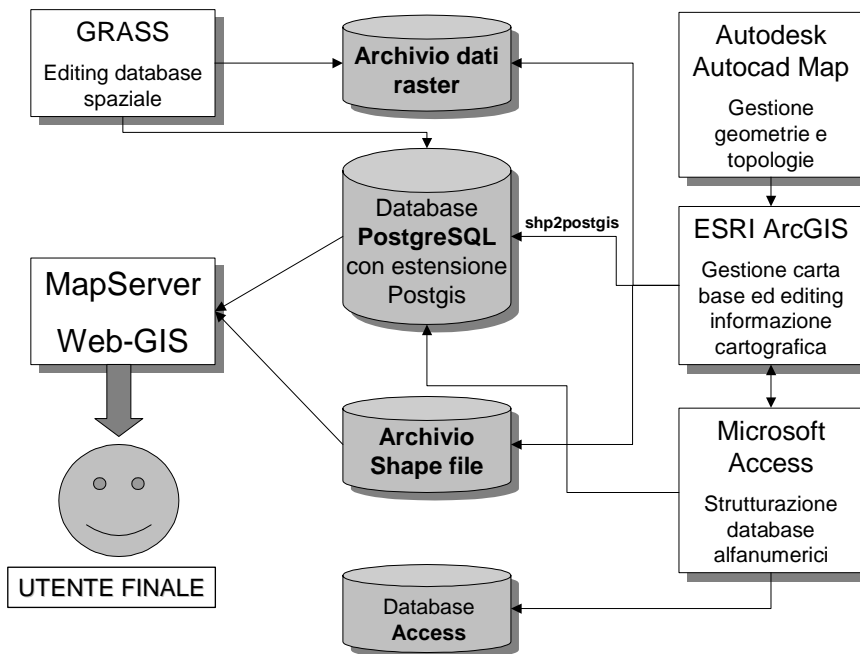 GRASS
Editing database
spaziale
Archivio dati
raster
Autodesk
Autocad Map
Gestione
geometrie e
topologie
Database
PostgreSQL
con estensione
Postgis
shp2postgis
ESRI ArcGIS
Gestione carta
base ed editing
informazione
cartografica
MapServer
Web-GIS
Archivio
Shape file
Microsoft
Access
Strutturazione
database
alfanumerici
UTENTE FINALE
Database
Access